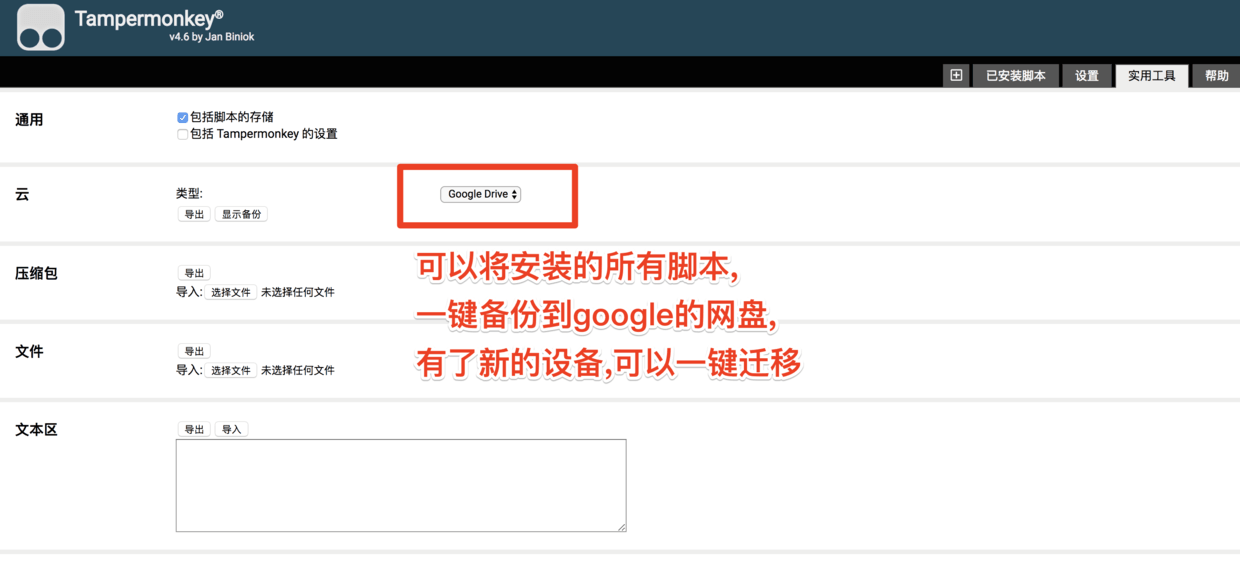 Tampermonkey®
v4.6 by Jan Biniok
已安装脚本 设置 实用工具 帮助
通用
包括脚本的存储
包括 Tampermonkey 的设置
云
类型:
Google Drive
导出 显示备份
可以将安装的所有脚本,
一键备份到google的网盘,
有了新的设备,可以一键迁移
压缩包
导出
导入: 选择文件 未选择任何文件
文件
导出
导入: 选择文件 未选择任何文件
文本区
导出 导入